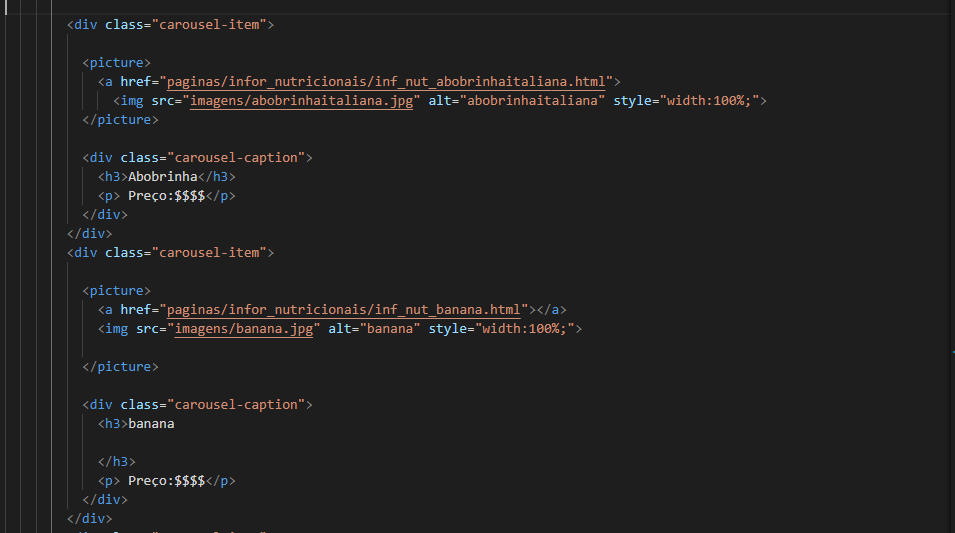 <div class="carousel-item">
<picture>
<a href="paginas/infor_nutricionais/inf_nut_abobrinhaitaliana.html">
<img src="imagens/abobrinhaitaliana.jpg" alt="abobrinhaitaliana" style="width:100%;">
</picture>
<div class="carousel-caption">
<h3>Abobrinha</h3>
<p> Preço:$$$$</p>
</div>
</div>
<div class="carousel-item">
<picture>
<a href="paginas/infor_nutricionais/inf_nut_banana.html"></a>
<img src="imagens/banana.jpg" alt="banana" style="width:100%;">
</picture>
<div class="carousel-caption">
<h3>banana
</h3>
<p> Preço:$$$$</p>
</div>
</div>